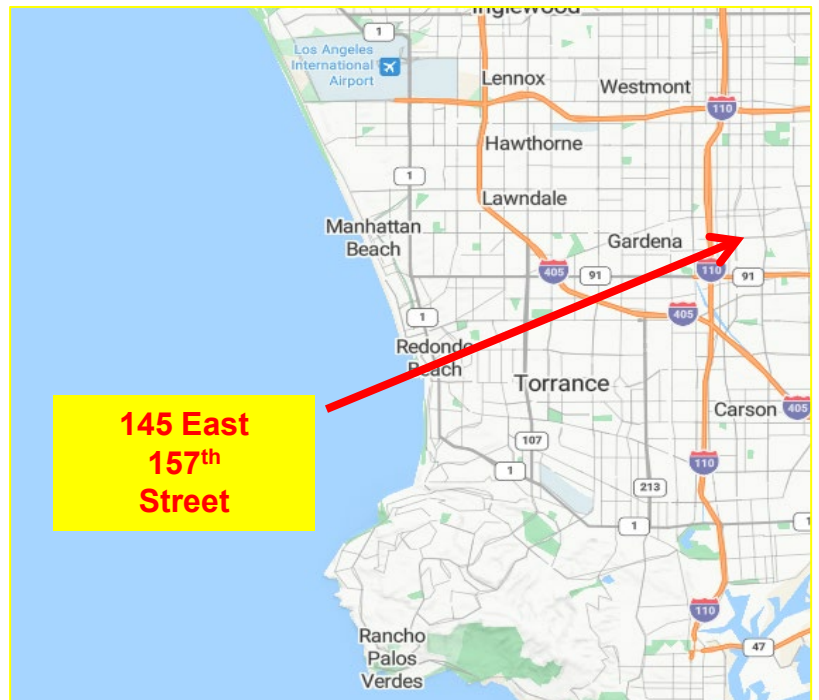 Inglewood
1
Los Angeles
International
Airport
Lennox
Westmont
110
Hawthorne
1
Lawndale
Manhattan
Beach
Gardena
405
91
110
91
1
405
Redondo
Beach
Torrance
145 East
157th
Street
Carson
405
107
110
1
213
1
1
110
Rancho
Palos
Verdes
47